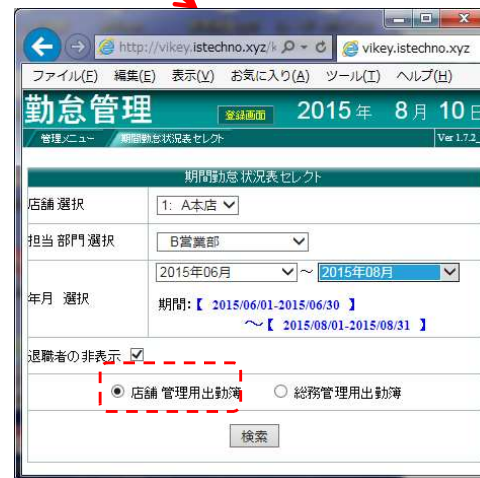 http://vikey.istechno.xyz/k
vikey.istechno.xyz
ファイル(F) 編集(E) 表示(V) お気に入り(A) ツール(T) ヘルプ(H)
勤怠管理 登録画面 2015年 8月 10日
管理メニュー 期間勤怠状況表セレクト Ver 1.7.2_
期間勤怠状況表セレクト
店舗 選択 1: A本店
担当 部門 選択 B営業部
2015年06月 ～ 2015年08月
年月 選択 期間:【 2015/06/01-2015/06/30 】
～【 2015/08/01-2015/08/31 】
退職者の非表示
店舗 管理用出勤簿 総務管理用出勤簿
検索